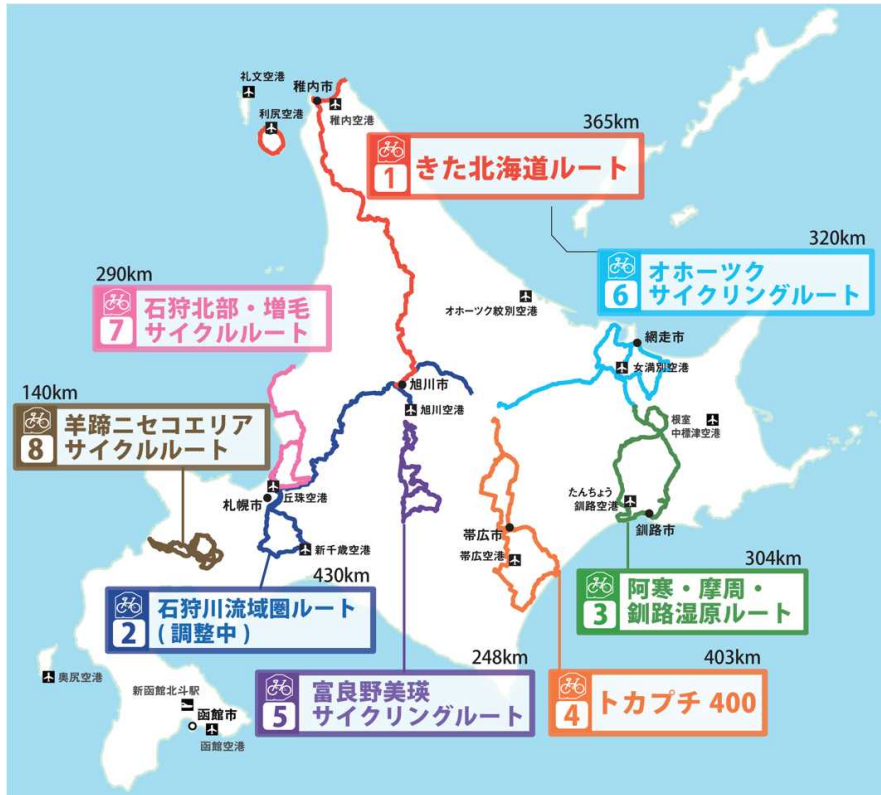 礼文空港
稚内市
利尻空港
稚内空港
365km
1
きた北海道ルート
320km
6
オホーツク
サイクリングルート
290km
7
石狩北部・増毛
サイクルルート
オホーツク紋別空港
網走市
女満別空港
旭川市
旭川空港
140km
8
羊蹄ニセコエリア
サイクルルート
根室
中標津空港
札幌市
丘珠空港
たんちょう
釧路空港
釧路市
帯広市
帯広空港
新千歳空港
430km
2
石狩川流域圏ルート
(調整中)
304km
3
阿寒・摩周・
釧路湿原ルート
248km
5
富良野美瑛
サイクリングルート
403km
4
トカプチ 400
奥尻空港
新函館北斗駅
函館市
函館空港